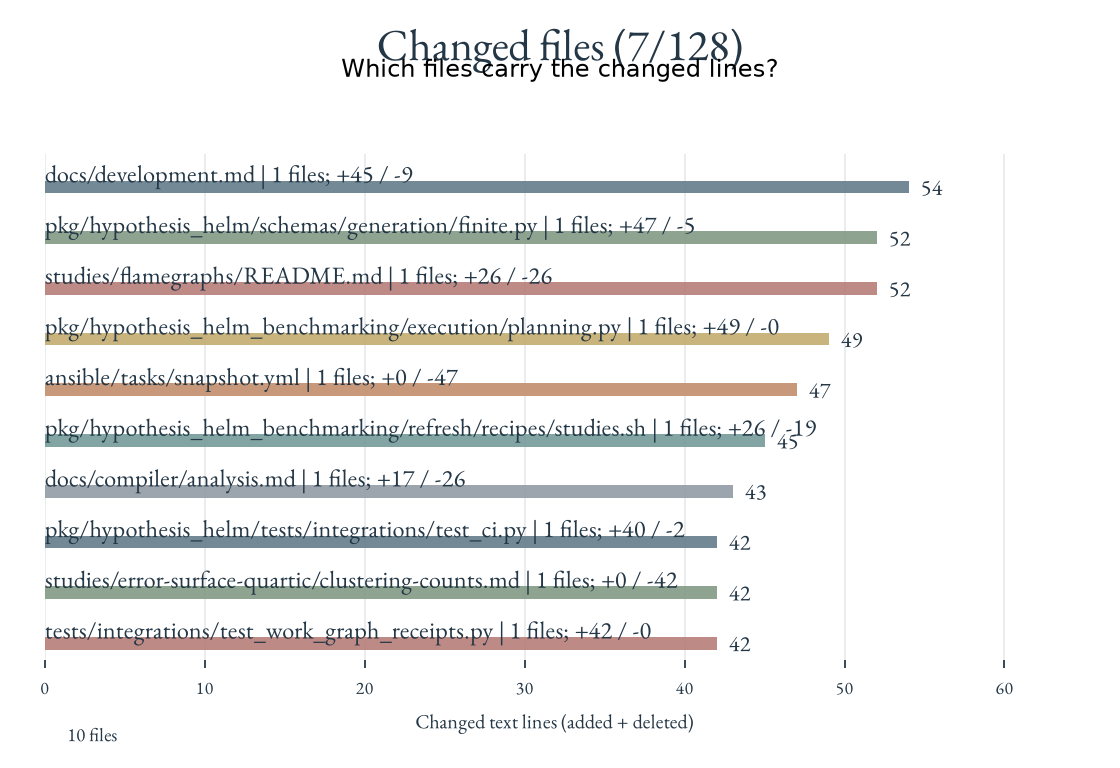 Changed files (7/128)
Which files carry the changed lines?
docs/development.md | 1 files; +45 / -9
54
pkg/hypothesis_helm/schemas/generation/finite.py | 1 files; +47 / -5
52
studies/flamegraphs/README.md | 1 files; +26 / -26
52
pkg/hypothesis_helm_benchmarking/execution/planning.py | 1 files; +49 / -0
49
ansible/tasks/snapshot.yml | 1 files; +0 / -47
47
pkg/hypothesis_helm_benchmarking/refresh/recipes/studies.sh | 1 files; +26 / -19
45
docs/compiler/analysis.md | 1 files; +17 / -26
43
pkg/hypothesis_helm/tests/integrations/test_ci.py | 1 files; +40 / -2
42
studies/error-surface-quartic/clustering-counts.md | 1 files; +0 / -42
42
tests/integrations/test_work_graph_receipts.py | 1 files; +42 / -0
42
0 10 20 30 40 50 60
Changed text lines (added + deleted)
10 files